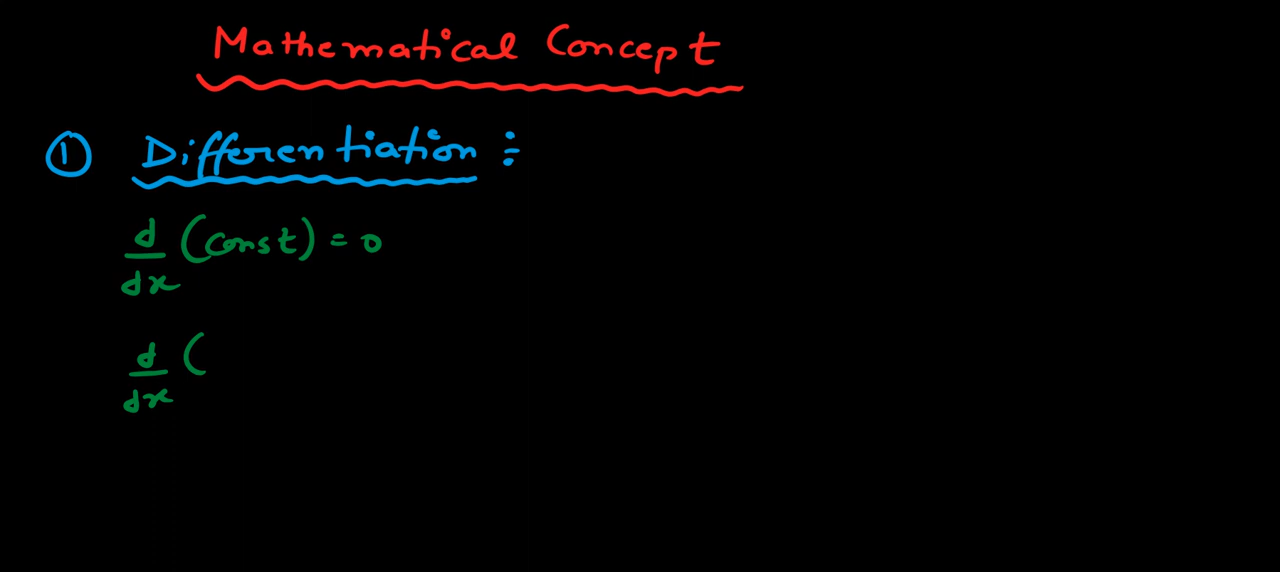 Mathematical Concept
① Differentiation :-
d/dx (const) = 0
d/dx (